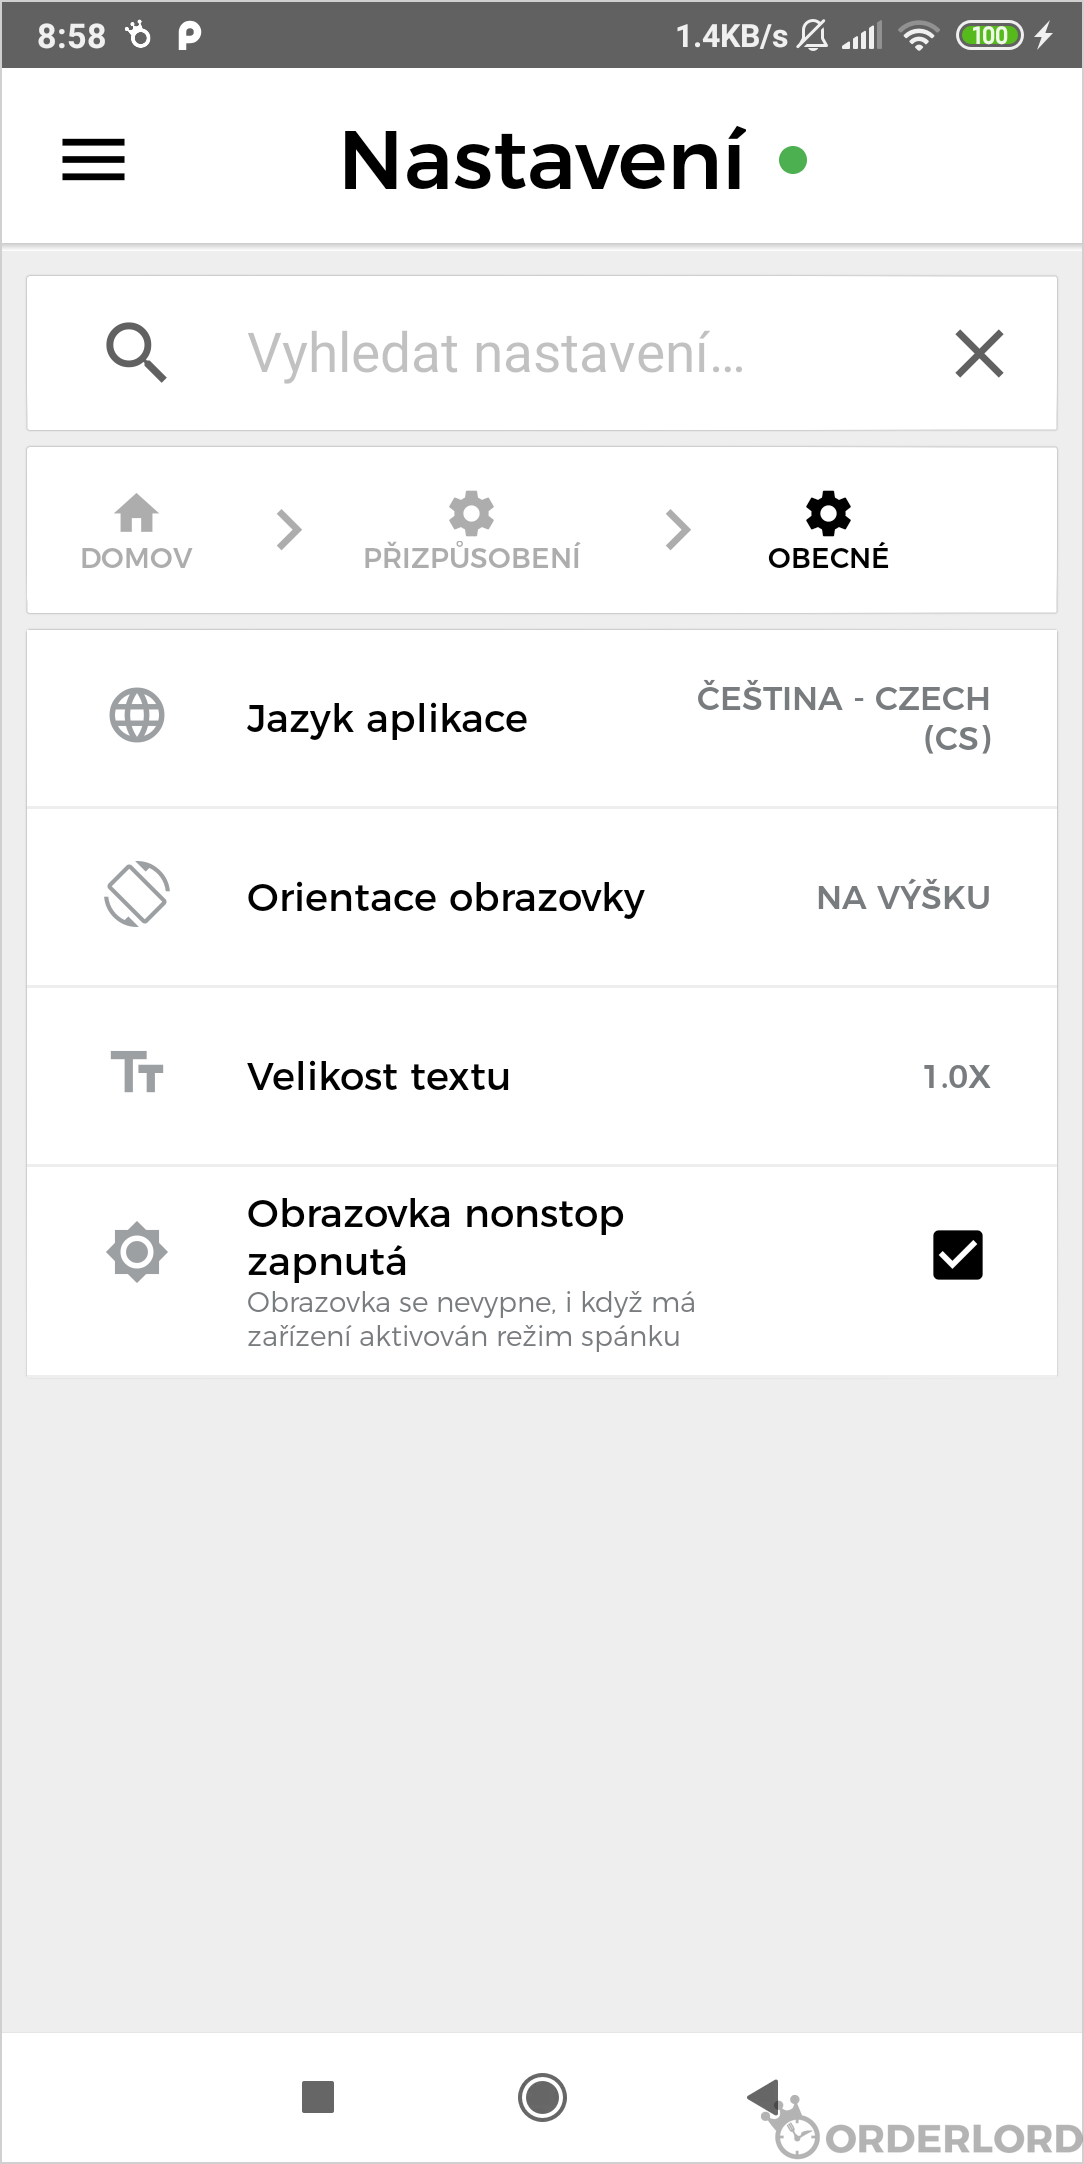 8:58 1.4KB/s 100
Nastavení
Vyhledat nastavení...
DOMOV PŘIZPŮSOBENÍ OBECNÉ
Jazyk aplikace
ČEŠTINA - CZECH
(CS)
Orientace obrazovky NA VÝŠKU
Velikost textu 1.0X
Obrazovka nonstop
zapnutá
Obrazovka se nevypne, i když má
zařízení aktivován režim spánku
ORDERLORD